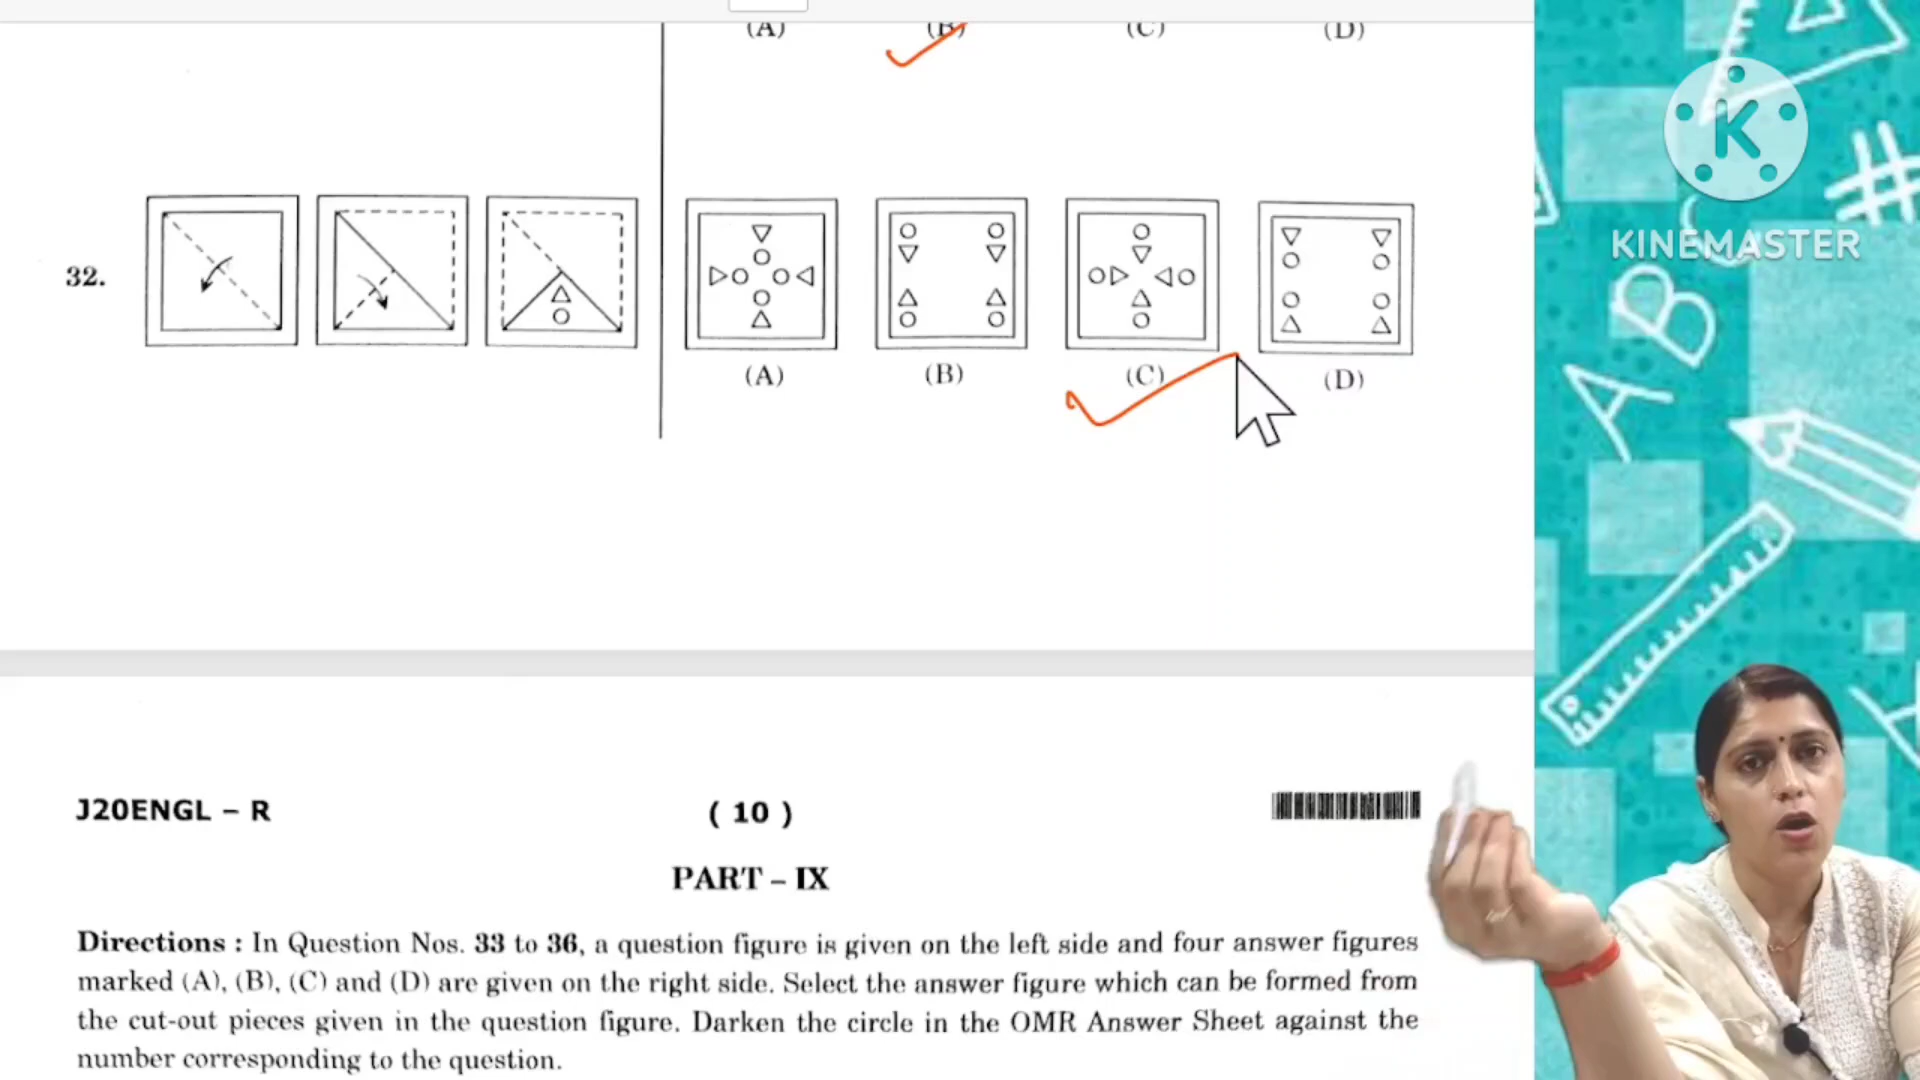 (A) (B) (C) (D)
32.
(A) (B) (C) (D)
J20ENGL – R ( 10 )
PART – IX
Directions : In Question Nos. 33 to 36, a question figure is given on the left side and four answer figures
marked (A), (B), (C) and (D) are given on the right side. Select the answer figure which can be formed from
the cut-out pieces given in the question figure. Darken the circle in the OMR Answer Sheet against the
number corresponding to the question.
K
KINEMASTER
A B C
#